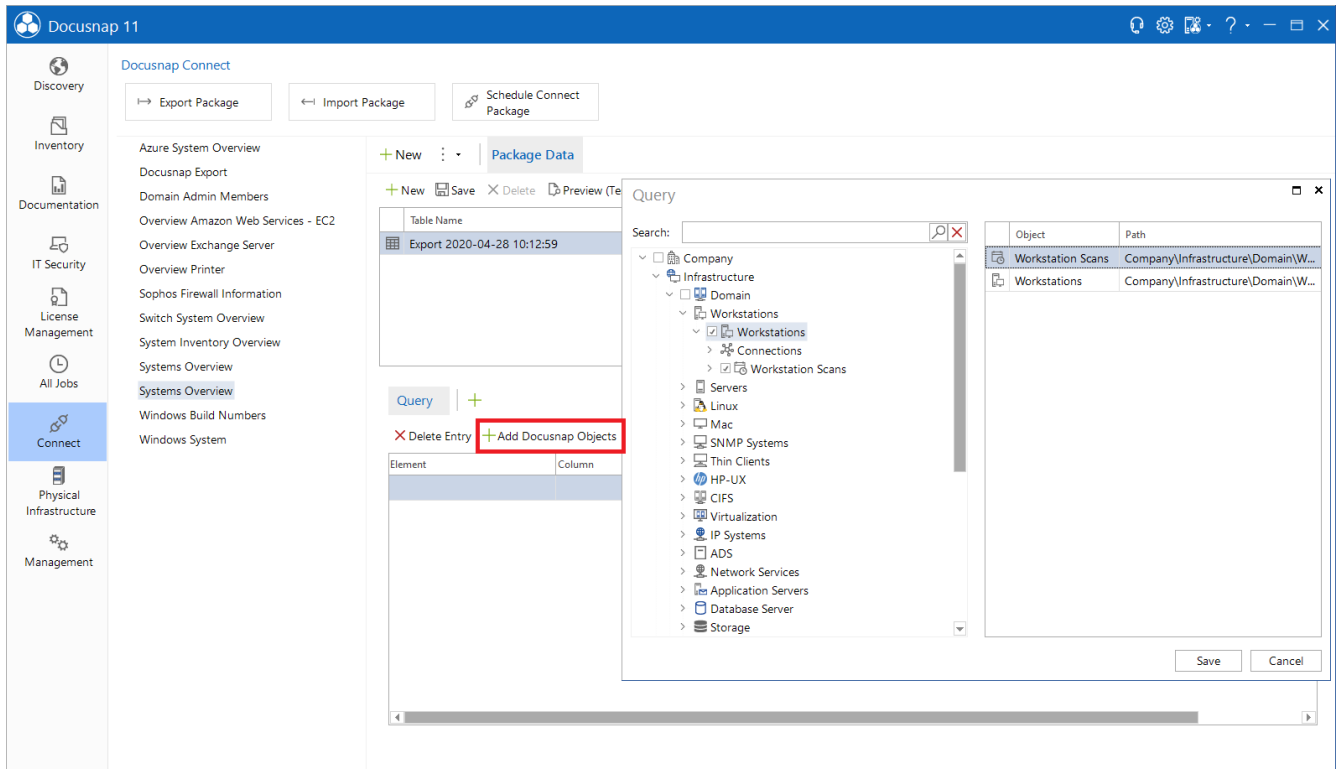 Docusnap 11
Discovery
Inventory
Documentation
IT Security
License
Management
All Jobs
Connect
Physical
Infrastructure
Management
Docusnap Connect
Export Package
Import Package
Schedule Connect
Package
Azure System Overview
Docusnap Export
Domain Admin Members
Overview Amazon Web Services - EC2
Overview Exchange Server
Overview Printer
Sophos Firewall Information
Switch System Overview
System Inventory Overview
Systems Overview
Systems Overview
Windows Build Numbers
Windows System
New
Package Data
New Save Delete Preview (Te
Table Name
Export 2020-04-28 10:12:59
Query
Delete Entry Add Docusnap Objects
Element Column
Query
Search:
Company
Infrastructure
Domain
Workstations
Workstations
Connections
Workstation Scans
Servers
Linux
Mac
SNMP Systems
Thin Clients
HP-UX
CIFS
Virtualization
IP Systems
ADS
Network Services
Application Servers
Database Server
Storage
Object Path
Workstation Scans Company\Infrastructure\Domain\W...
Workstations Company\Infrastructure\Domain\W...
Save Cancel